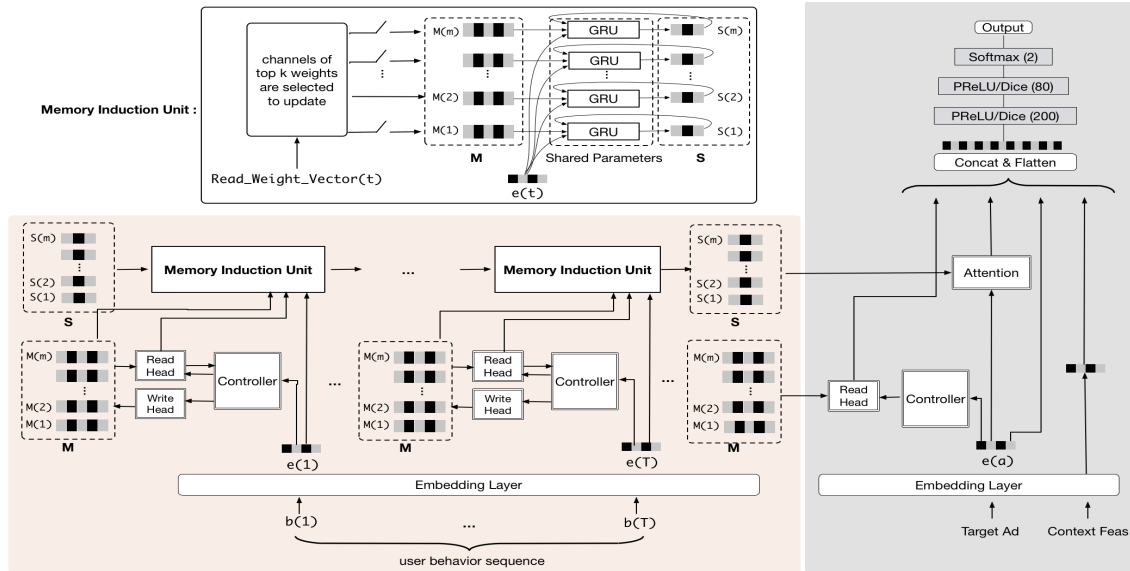 Memory Induction Unit :
channels of
top k weights
are selected
to update
Read_Weight_Vector(t)
M(m)
⋮
M(2)
M(1)
M
GRU
GRU
⋮
GRU
GRU
Shared Parameters
S(m)
⋮
S(2)
S(1)
S
e(t)
S(m)
⋮
S(2)
S(1)
S
Memory Induction Unit
...
Memory Induction Unit
S(m)
⋮
S(2)
S(1)
S
M(m)
⋮
M(2)
M(1)
M
Read
Head
Write
Head
Controller
...
M(m)
⋮
M(2)
M(1)
M
Read
Head
Write
Head
Controller
...
M(m)
⋮
M(2)
M(1)
M
e(1)
e(T)
Embedding Layer
b(1)
...
b(T)
user behavior sequence
Output
Softmax (2)
PReLU/Dice (80)
PReLU/Dice (200)
Concat & Flatten
Attention
Read
Head
Controller
e(a)
Embedding Layer
Target Ad
Context Feas